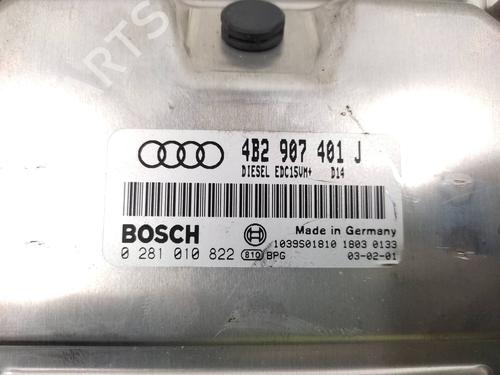 4B2 907 401 J
DIESEL EDC15VM+ D14
BOSCH
Made in Germany
1039S01810 1803 0133
0 281 010 822 810 BPG
03-02-01